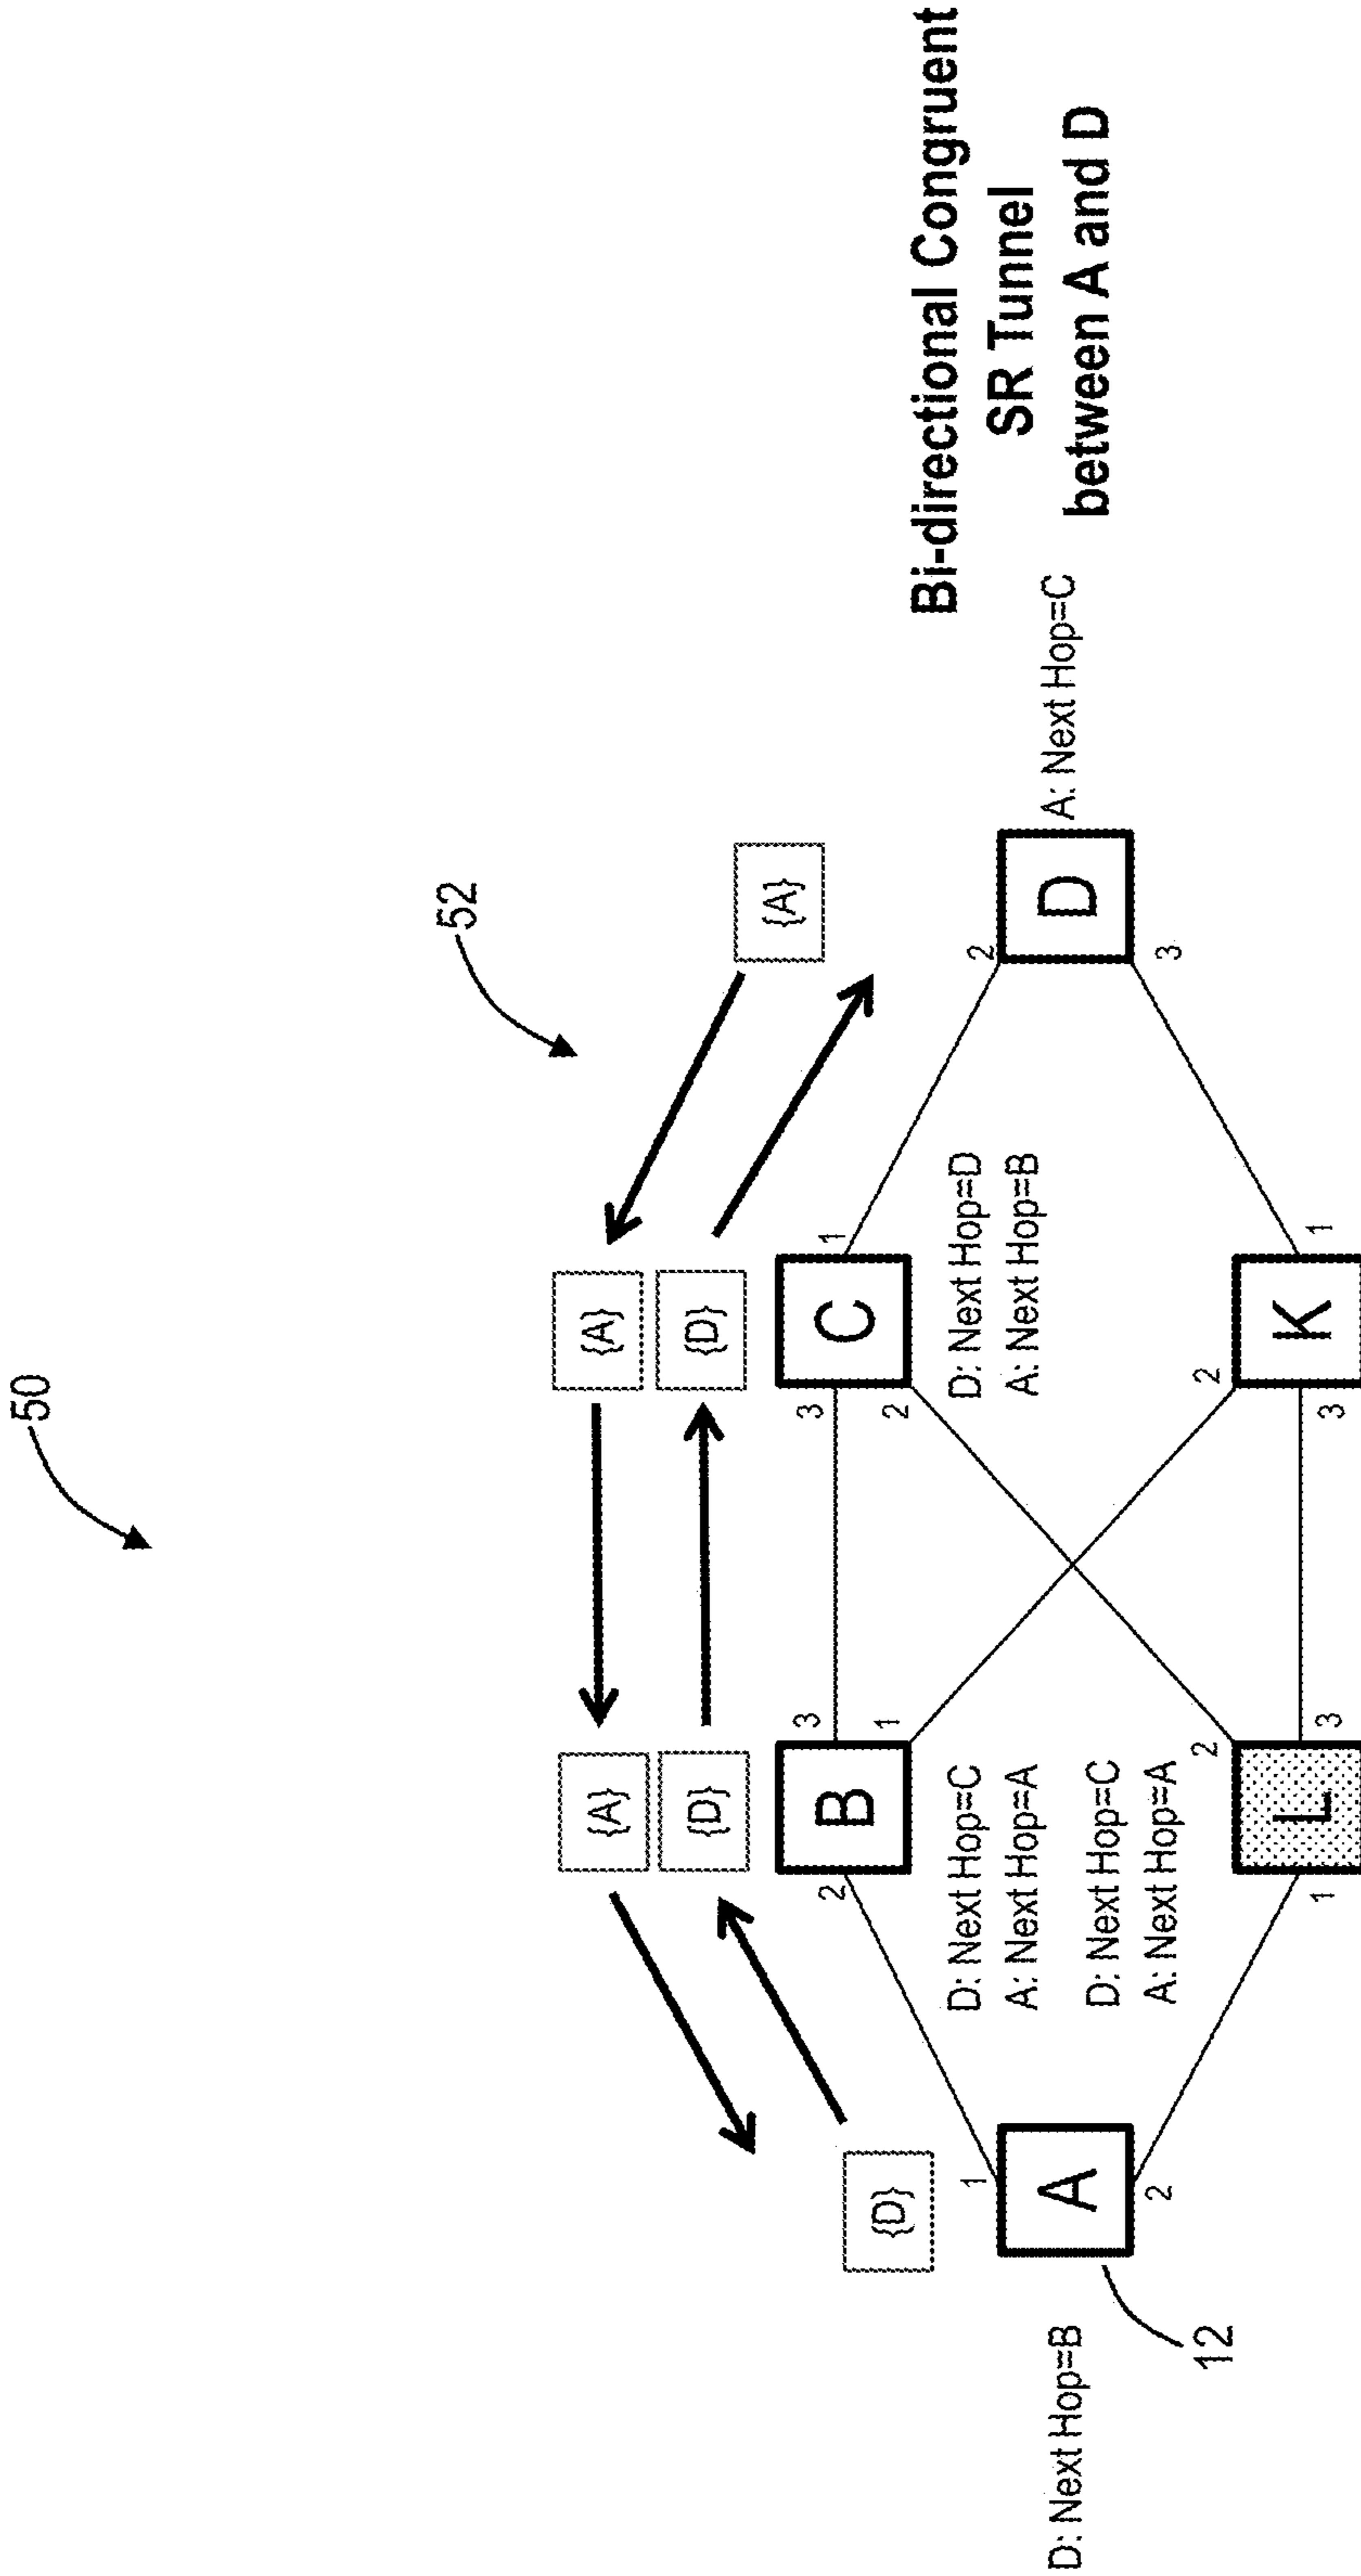 50
52
{A}
{A}
{A}
{D}
{D}
{D}
Bi-directional Congruent
SR Tunnel
between A and D
2
B
3
1
3
2
C
1
D: Next Hop=B
1
A
2
12
D: Next Hop=C
A: Next Hop=A
D: Next Hop=C
A: Next Hop=A
D: Next Hop=D
A: Next Hop=B
2
D
3
A: Next Hop=C
1
L
2
3
2
3
K
1